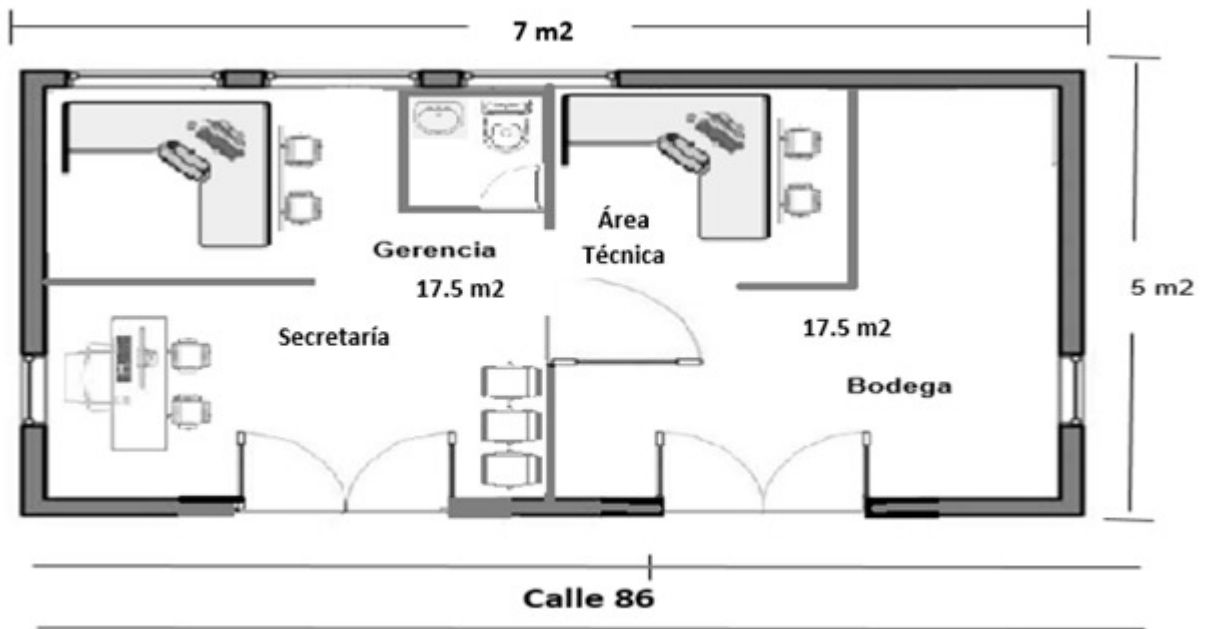 7 m2
Área
Técnica
Gerencia
17.5 m2
5 m2
Secretaría
17.5 m2
Bodega
Calle 86